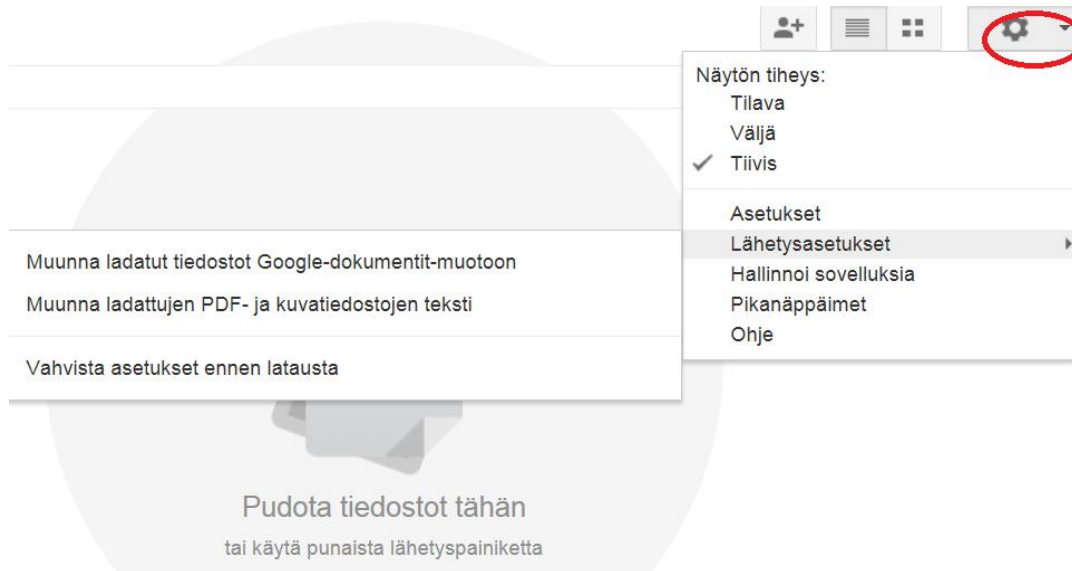 Näytön tiheys:
Tilava
Väljä
Tiivis
Asetukset
Lähetysasetukset
Hallinnoi sovelluksia
Pikanäppäimet
Ohje
Muunna ladatut tiedostot Google-dokumentit-muotoon
Muunna ladattujen PDF- ja kuvatiedostojen teksti
Vahvista asetukset ennen latausta
Pudota tiedostot tähän
tai käytä punaista lähetyspainiketta